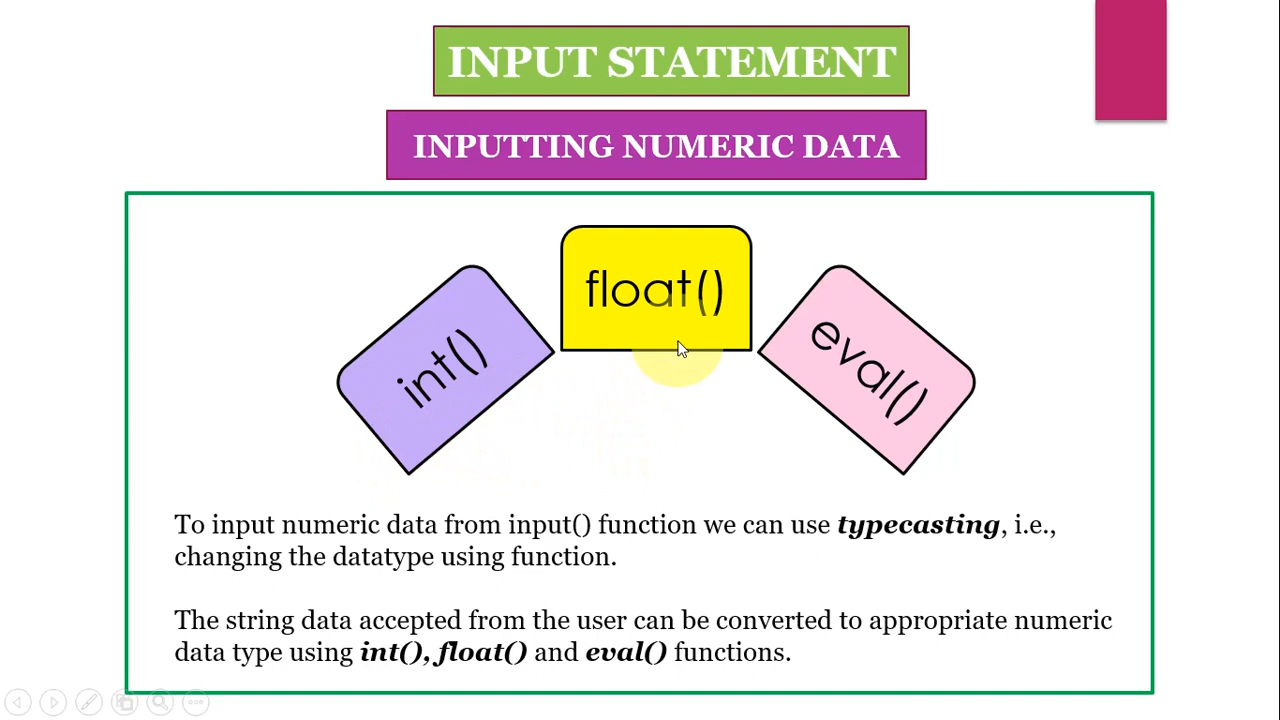 INPUT STATEMENT
INPUTTING NUMERIC DATA
int()
float()
eval()
To input numeric data from input() function we can use typecasting, i.e.,
changing the datatype using function.
The string data accepted from the user can be converted to appropriate numeric
data type using int(), float() and eval() functions.